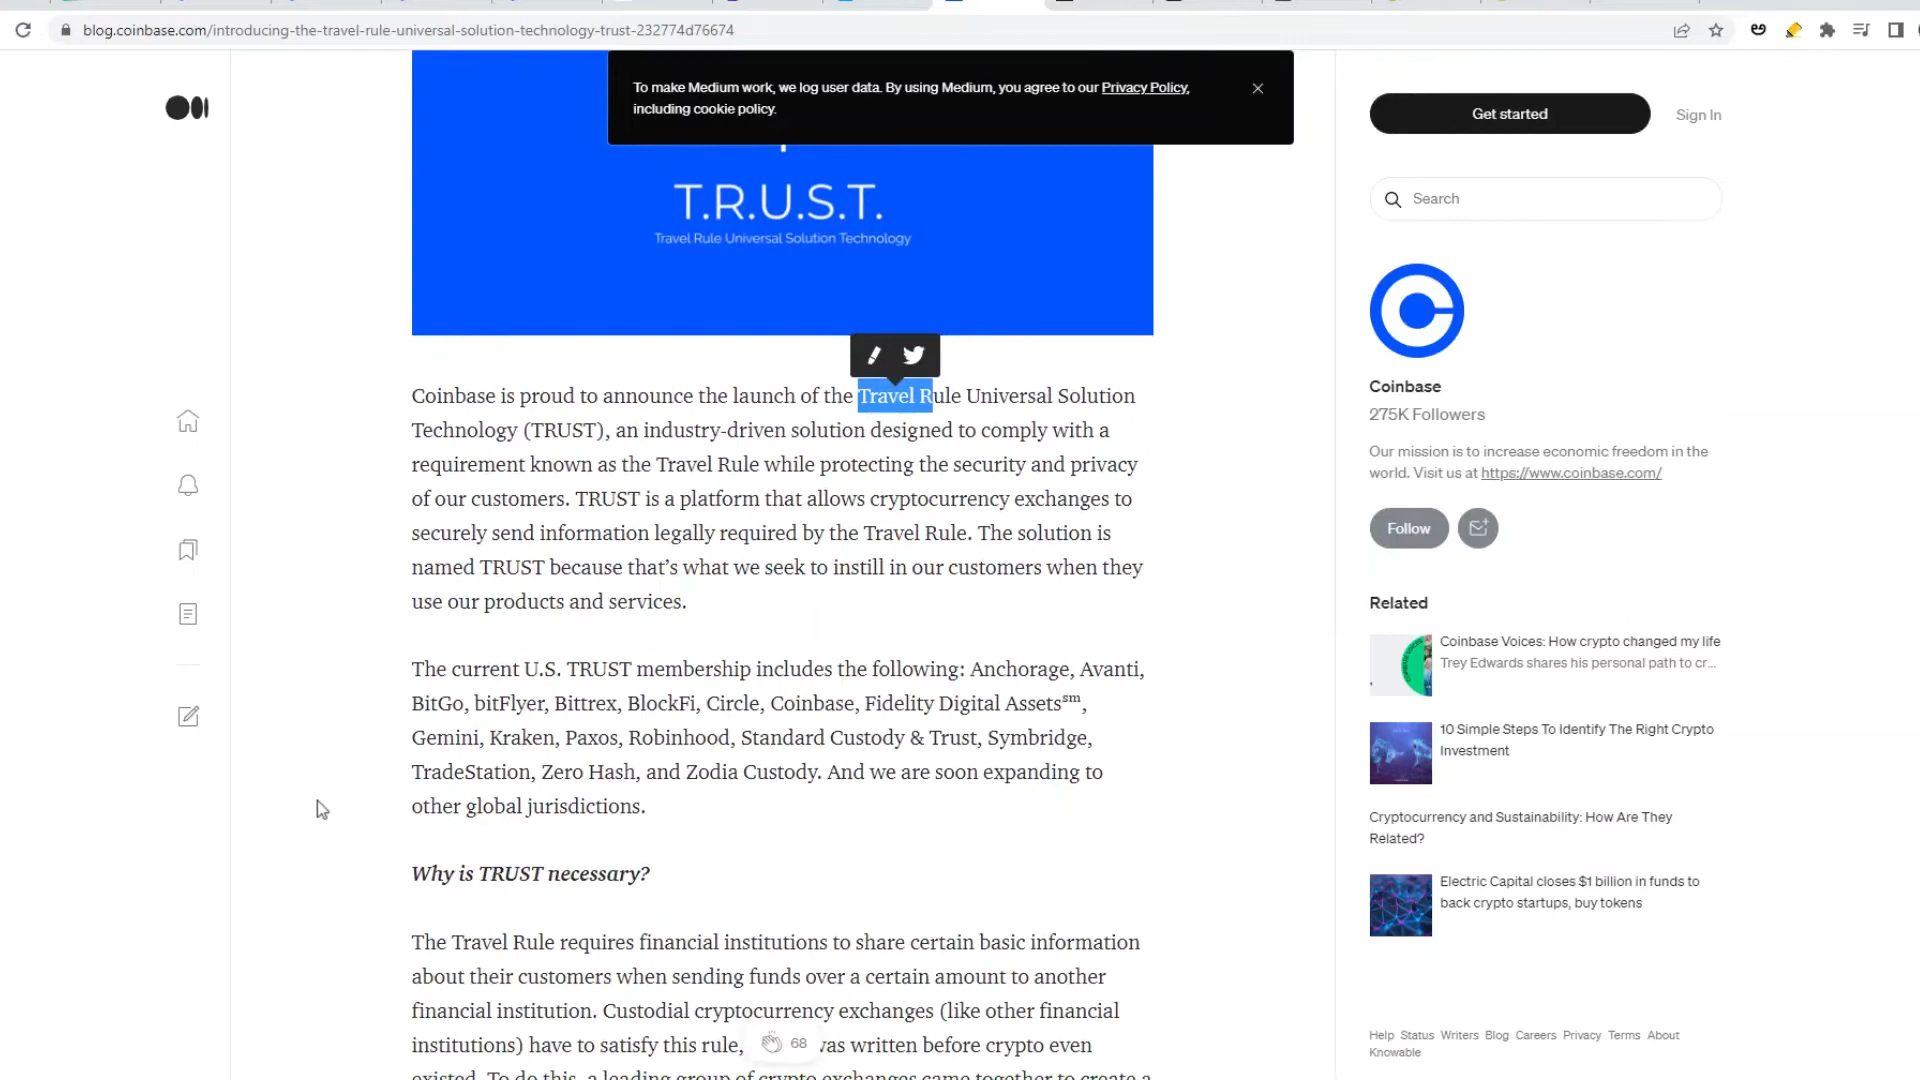 blog.coinbase.com/introducing-the-travel-rule-universal-solution-technology-trust-232774d76674
To make Medium work, we log user data. By using Medium, you agree to our Privacy Policy,
including cookie policy.
T.R.U.S.T.
Travel Rule Universal Solution Technology
Coinbase is proud to announce the launch of the Travel Rule Universal Solution
Technology (TRUST), an industry-driven solution designed to comply with a
requirement known as the Travel Rule while protecting the security and privacy
of our customers. TRUST is a platform that allows cryptocurrency exchanges to
securely send information legally required by the Travel Rule. The solution is
named TRUST because that’s what we seek to instill in our customers when they
use our products and services.
The current U.S. TRUST membership includes the following: Anchorage, Avanti,
BitGo, bitFlyer, Bittrex, BlockFi, Circle, Coinbase, Fidelity Digital Assets℠,
Gemini, Kraken, Paxos, Robinhood, Standard Custody & Trust, Symbridge,
TradeStation, Zero Hash, and Zodia Custody. And we are soon expanding to
other global jurisdictions.
Why is TRUST necessary?
The Travel Rule requires financial institutions to share certain basic information
about their customers when sending funds over a certain amount to another
financial institution. Custodial cryptocurrency exchanges (like other financial
institutions) have to satisfy this rule, was written before crypto even
existed. To do this, a leading group of crypto exchanges came together to create a
68
Get started
Sign In
Search
Coinbase
275K Followers
Our mission is to increase economic freedom in the
world. Visit us at https://www.coinbase.com/
Follow
Related
Coinbase Voices: How crypto changed my life
Trey Edwards shares his personal path to cr...
10 Simple Steps To Identify The Right Crypto
Investment
Cryptocurrency and Sustainability: How Are They
Related?
Electric Capital closes $1 billion in funds to
back crypto startups, buy tokens
Help Status Writers Blog Careers Privacy Terms About
Knowable